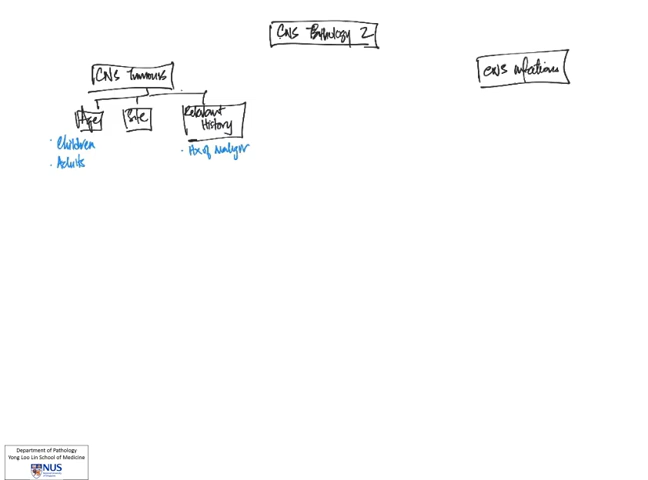 CNS Pathology 2
CNS Tumours
CNS infections
Age
Site
Relevant
History
· Children
· Adults
· Hx of malign
Department of Pathology
Yong Loo Lin School of Medicine
NUS